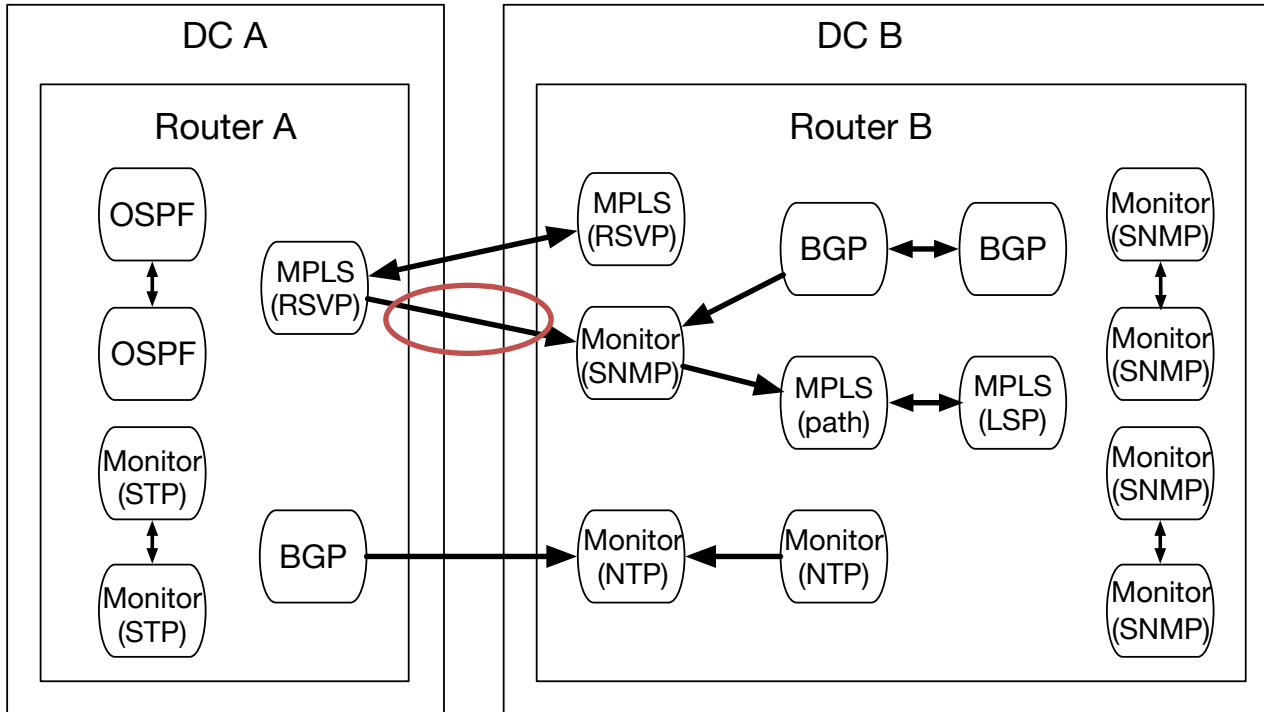 DC A
Router A
OSPF
OSPF
Monitor
(STP)
Monitor
(STP)
MPLS
(RSVP)
BGP
DC B
Router B
MPLS
(RSVP)
Monitor
(SNMP)
Monitor
(NTP)
BGP
MPLS
(path)
Monitor
(NTP)
BGP
MPLS
(LSP)
Monitor
(SNMP)
Monitor
(SNMP)
Monitor
(SNMP)
Monitor
(SNMP)